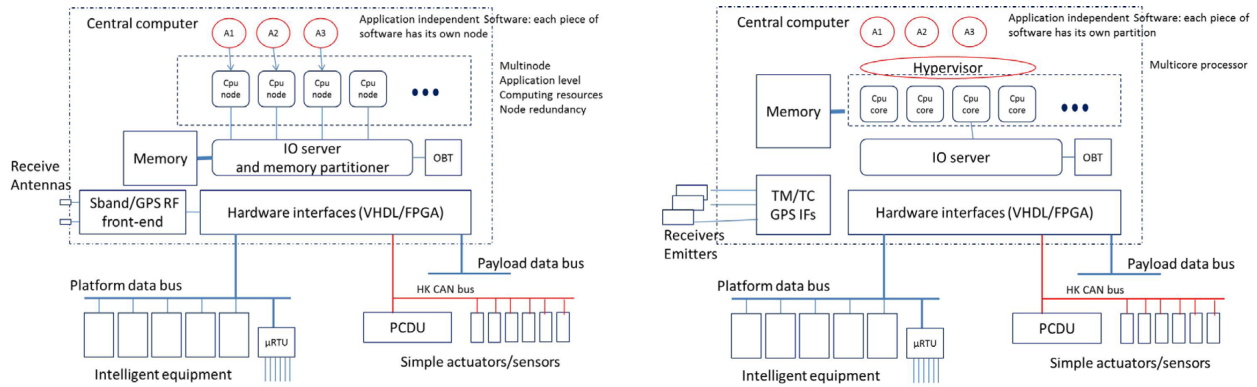 Central computer
Application independent Software: each piece of
software has its own node
A1
A2
A3
Cpu
node
Cpu
node
Cpu
node
Cpu
node
Multinode
Application level
Computing resources
Node redundancy
Memory
IO server
and memory partitioner
OBT
Receive
Antennas
Sband/GPS RF
front-end
Hardware interfaces (VHDL/FPGA)
Payload data bus
Platform data bus
HK CAN bus
PCDU
µRTU
Simple actuators/sensors
Intelligent equipment
Central computer
Application independent Software: each piece of
software has its own partition
A1
A2
A3
Hypervisor
Multicore processor
Memory
Cpu
core
Cpu
core
Cpu
core
Cpu
core
IO server
OBT
TM/TC
GPS IFs
Hardware interfaces (VHDL/FPGA)
Receivers
Emitters
Payload data bus
Platform data bus
HK CAN bus
PCDU
µRTU
Simple actuators/sensors
Intelligent equipment